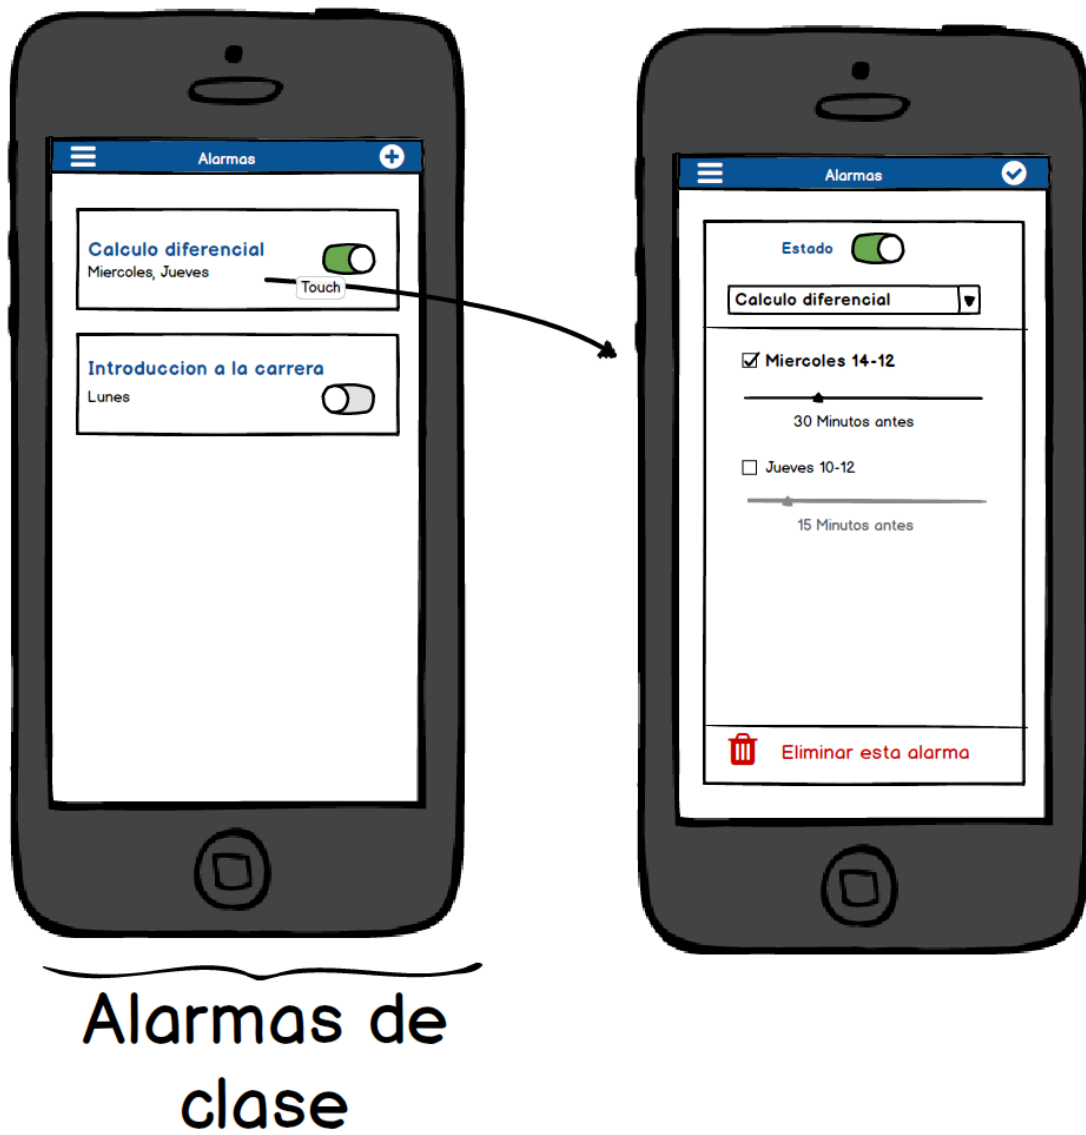 Alarmas
Calculo diferencial
Miercoles, Jueves
Touch
Introduccion a la carrera
Lunes
Alarmas de
clase
Alarmas
Estado
Calculo diferencial
Miercoles 14-12
30 Minutos antes
Jueves 10-12
15 Minutos antes
Eliminar esta alarma